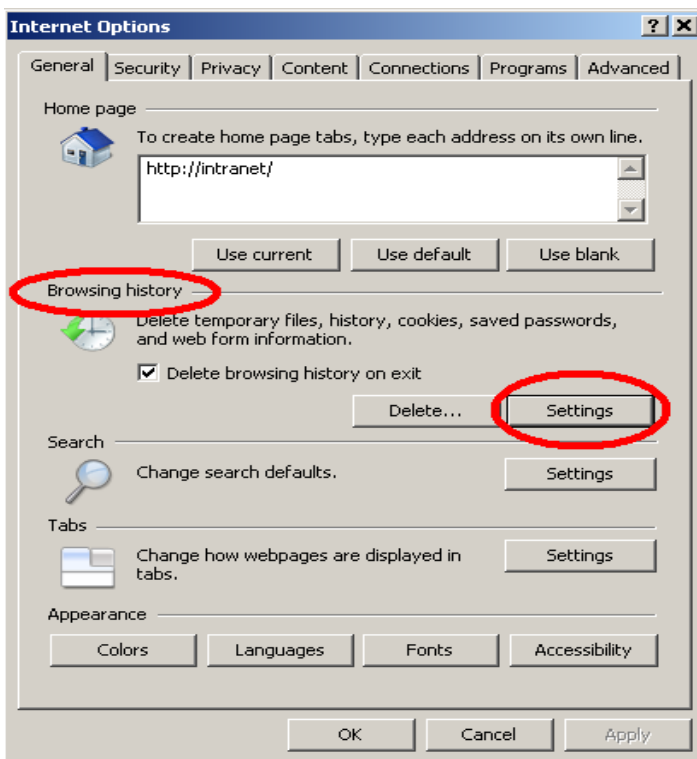 Internet Options
General Security Privacy Content Connections Programs Advanced
Home page
To create home page tabs, type each address on its own line.
http://intranet/
Use current Use default Use blank
Browsing history
Delete temporary files, history, cookies, saved passwords,
and web form information.
Delete browsing history on exit
Delete... Settings
Search
Change search defaults. Settings
Tabs
Change how webpages are displayed in Settings
tabs.
Appearance
Colors Languages Fonts Accessibility
OK Cancel Apply